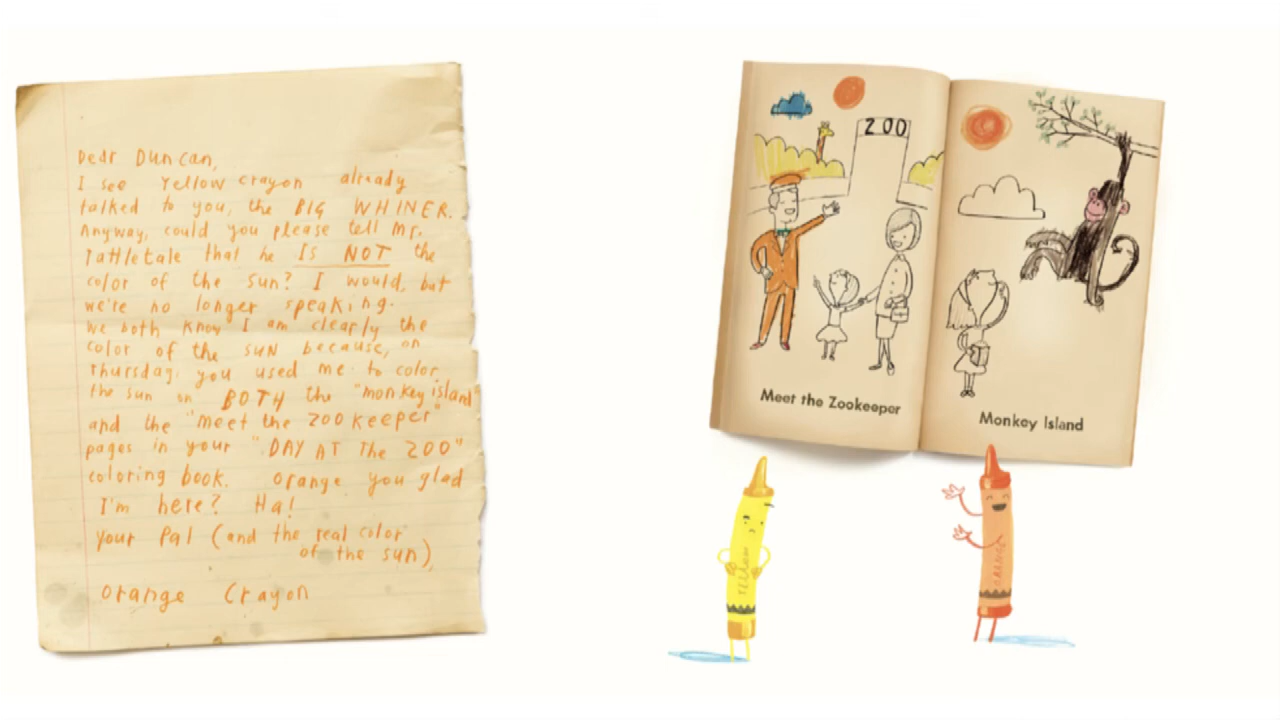 Dear Duncan,
I see Yellow crayon already
talked to you, the BIG WHINER.
Anyway, could you please tell Mr.
Tattletale that he IS NOT the
color of the sun? I would, but
we're no longer speaking.
we both know I am clearly the
color of the sun because, on
Thursday, you used me to color
the sun on BOTH the "monkey island"
and the "meet the zookeeper"
pages in your "DAY AT The ZOO"
coloring book. orange you glad
I'm here? Ha!
your Pal (and the real color
of the sun),
orange Crayon
ZOO
Meet the Zookeeper
Monkey Island
YELLOW
ORANGE